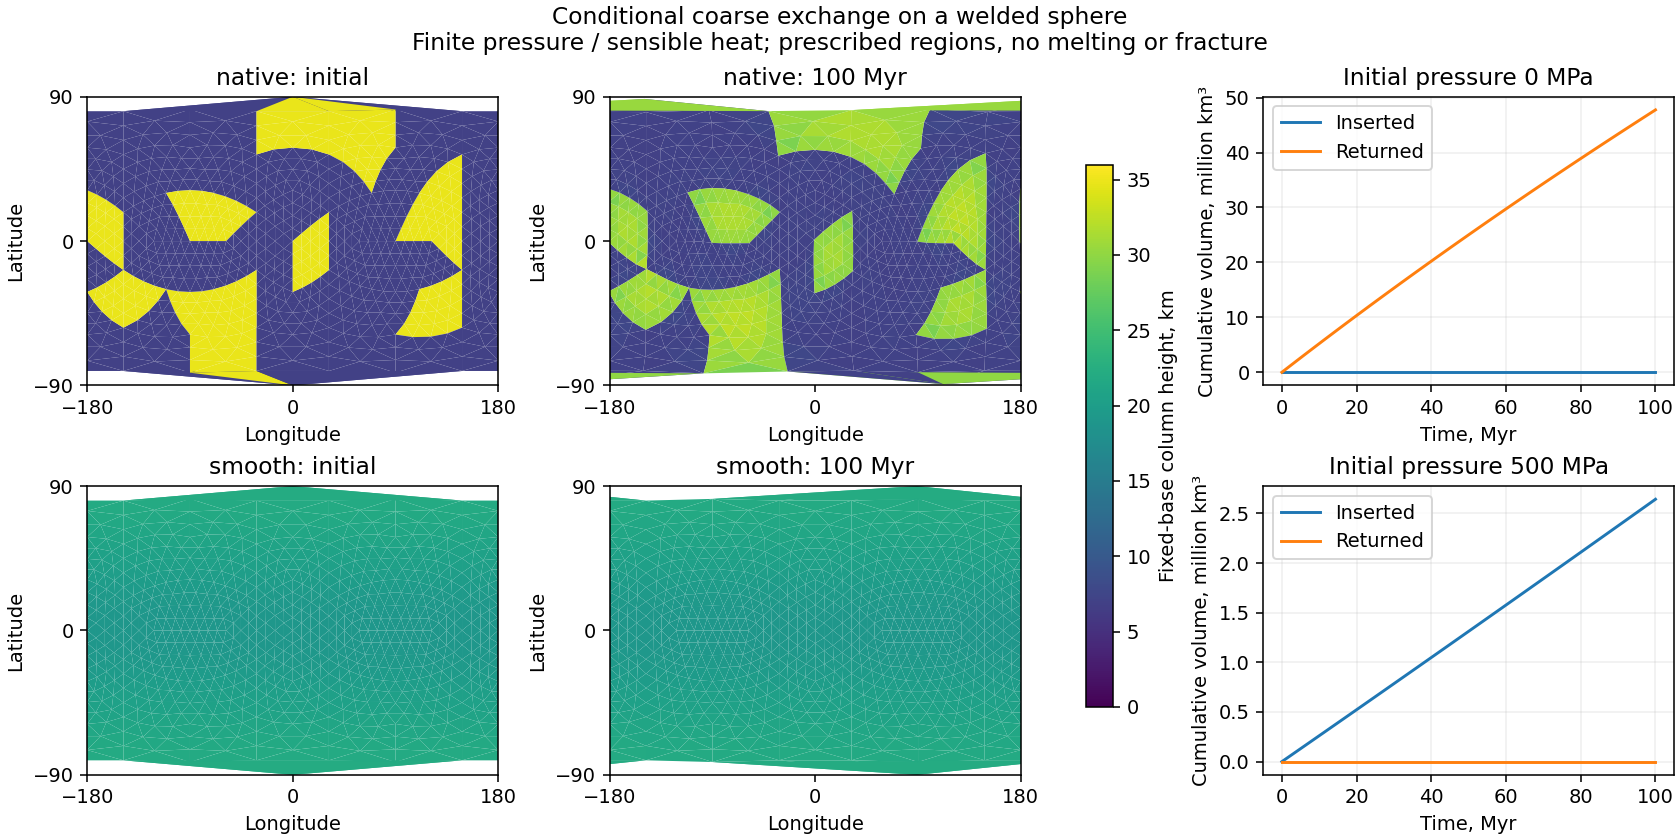 Conditional coarse exchange on a welded sphere
Finite pressure / sensible heat; prescribed regions, no melting or fracture
native: initial
90
0
−90
Latitude
−180
0
180
Longitude
native: 100 Myr
90
0
−90
Latitude
−180
0
180
Longitude
35
30
25
20
15
10
5
0
Fixed-base column height, km
Initial pressure 0 MPa
Inserted
Returned
50
40
30
20
10
0
Cumulative volume, million km³
0
20
40
60
80
100
Time, Myr
smooth: initial
90
0
−90
Latitude
−180
0
180
Longitude
smooth: 100 Myr
90
0
−90
Latitude
−180
0
180
Longitude
Initial pressure 500 MPa
Inserted
Returned
2.5
2.0
1.5
1.0
0.5
0.0
Cumulative volume, million km³
0
20
40
60
80
100
Time, Myr